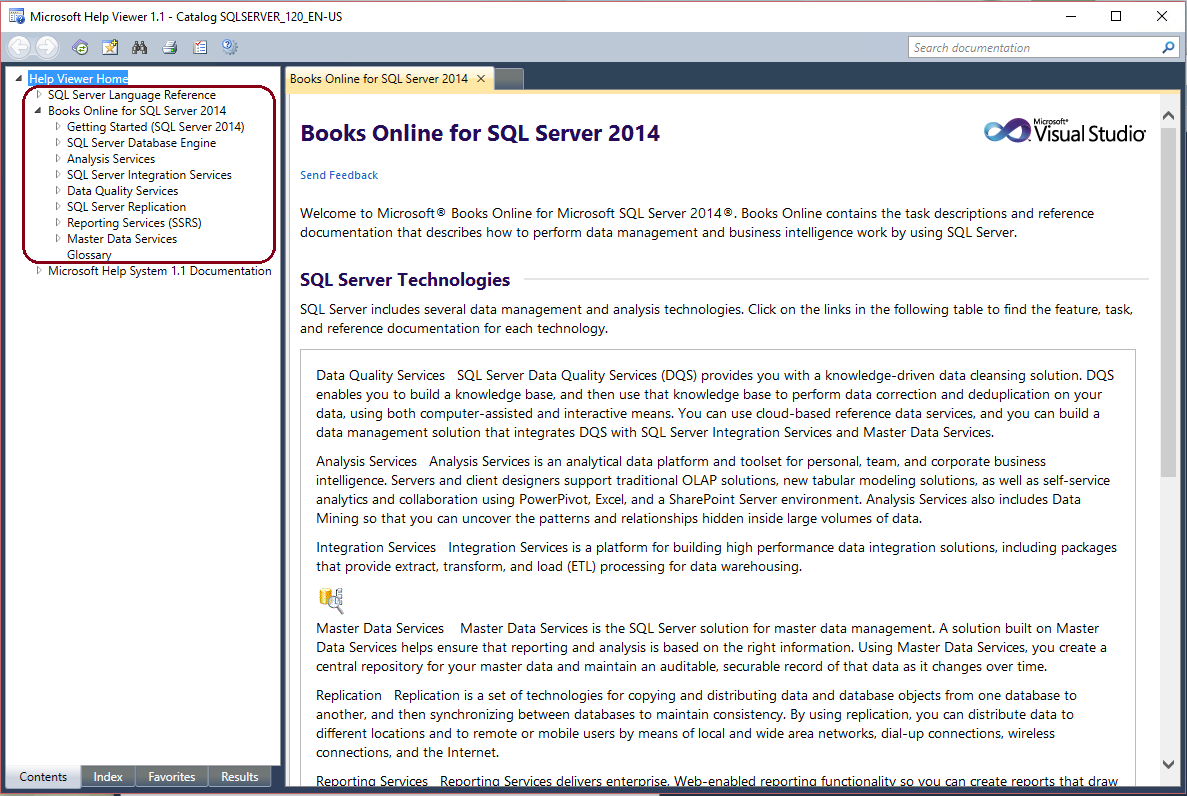 Microsoft Help Viewer 1.1 - Catalog SQLSERVER_120_EN-US
Search documentation
Help Viewer Home
SQL Server Language Reference
Books Online for SQL Server 2014
Getting Started (SQL Server 2014)
SQL Server Database Engine
Analysis Services
SQL Server Integration Services
Data Quality Services
SQL Server Replication
Reporting Services (SSRS)
Master Data Services
Glossary
Microsoft Help System 1.1 Documentation
Contents
Index
Favorites
Results
Books Online for SQL Server 2014
Books Online for SQL Server 2014
Microsoft®
Visual Studio
Send Feedback
Welcome to Microsoft® Books Online for Microsoft SQL Server 2014®. Books Online contains the task descriptions and reference
documentation that describes how to perform data management and business intelligence work by using SQL Server.
SQL Server Technologies
SQL Server includes several data management and analysis technologies. Click on the links in the following table to find the feature, task,
and reference documentation for each technology.
Data Quality Services   SQL Server Data Quality Services (DQS) provides you with a knowledge-driven data cleansing solution. DQS
enables you to build a knowledge base, and then use that knowledge base to perform data correction and deduplication on your
data, using both computer-assisted and interactive means. You can use cloud-based reference data services, and you can build a
data management solution that integrates DQS with SQL Server Integration Services and Master Data Services.
Analysis Services   Analysis Services is an analytical data platform and toolset for personal, team, and corporate business
intelligence. Servers and client designers support traditional OLAP solutions, new tabular modeling solutions, as well as self-service
analytics and collaboration using PowerPivot, Excel, and a SharePoint Server environment. Analysis Services also includes Data
Mining so that you can uncover the patterns and relationships hidden inside large volumes of data.
Integration Services   Integration Services is a platform for building high performance data integration solutions, including packages
that provide extract, transform, and load (ETL) processing for data warehousing.
Master Data Services   Master Data Services is the SQL Server solution for master data management. A solution built on Master
Data Services helps ensure that reporting and analysis is based on the right information. Using Master Data Services, you create a
central repository for your master data and maintain an auditable, securable record of that data as it changes over time.
Replication   Replication is a set of technologies for copying and distributing data and database objects from one database to
another, and then synchronizing between databases to maintain consistency. By using replication, you can distribute data to
different locations and to remote or mobile users by means of local and wide area networks, dial-up connections, wireless
connections, and the Internet.
Reporting Services   Reporting Services delivers enterprise, Web-enabled reporting functionality so you can create reports that draw